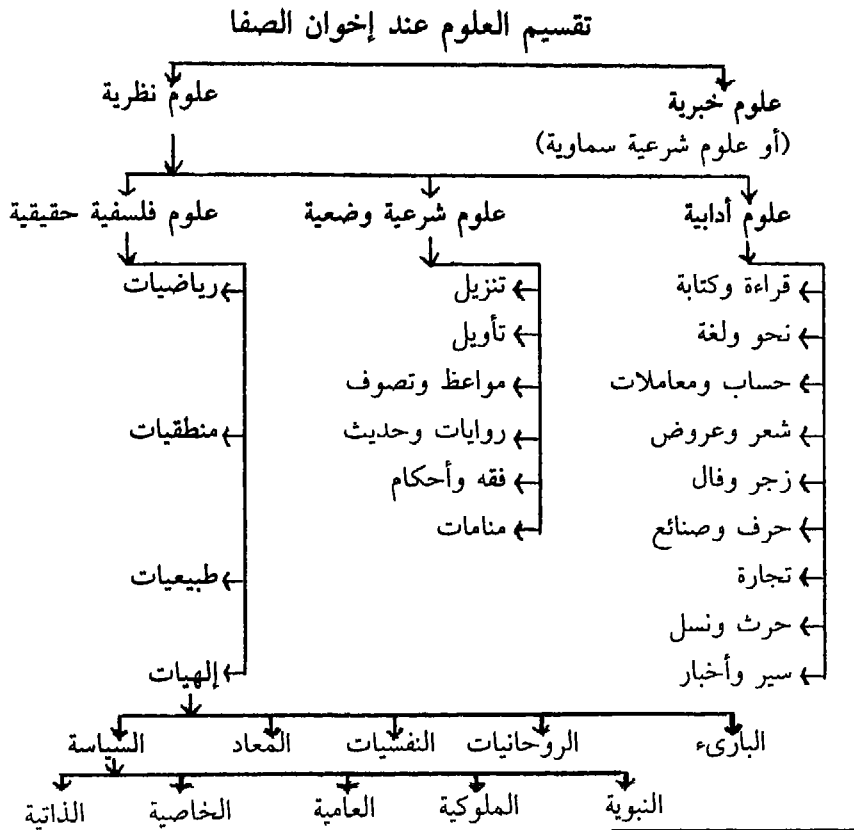 تقسيم العلوم عند إخوان الصفا
علوم خبرية
(أو علوم شرعية سماوية)
علوم نظرية
علوم أدابية
علوم شرعية وضعية
علوم فلسفية حقيقية
قراءة وكتابة
نحو ولغة
حساب ومعاملات
شعر وعروض
زجر وفال
حرف وصنائع
تجارة
حرث ونسل
سير وأخبار
تنزيل
تأويل
مواعظ وتصوف
روايات وحديث
فقه وأحكام
منامات
رياضيات
منطقيات
طبيعيات
إلهيات
البارىء
الروحانيات
النفسيات
المعاد
السياسة
النبوية
الملوكية
العامية
الخاصية
الذاتية